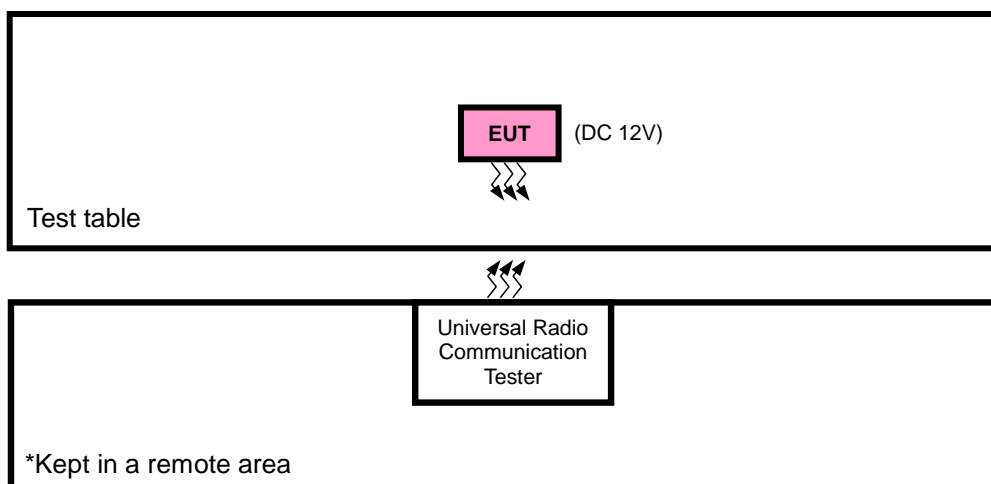 EUT (DC 12V)
Test table
Universal Radio
Communication
Tester
*Kept in a remote area